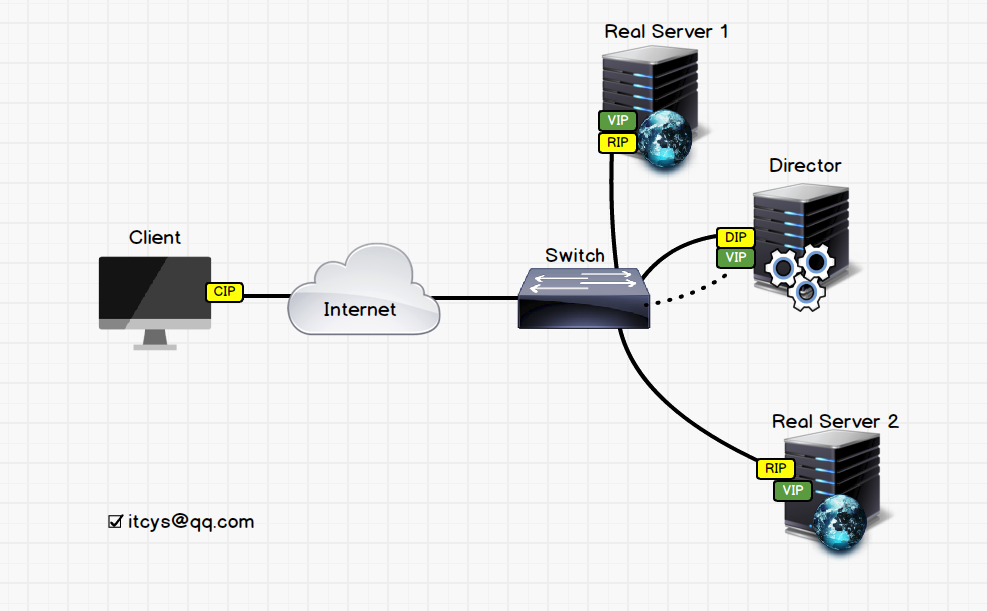 Real Server 1
VIP
RIP
Director
DIP
VIP
Client
CIP
Internet
Switch
Real Server 2
RIP
VIP
itcys@qq.com